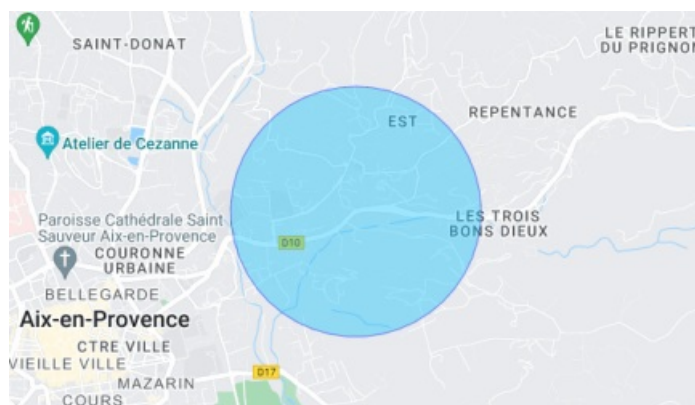 SAINT-DONAT
LE RIPPERT
DU PRIGNON
EST
REPENTANCE
Atelier de Cezanne
Paroisse Cathédrale Saint
Sauveur Aix-en-Provence
COURONNE
URBAINE
D10
LES TROIS
BONS DIEUX
BELLEGARDE
Aix-en-Provence
CTRE VILLE
VIEILLE VILLE
MAZARIN
COURS
D17